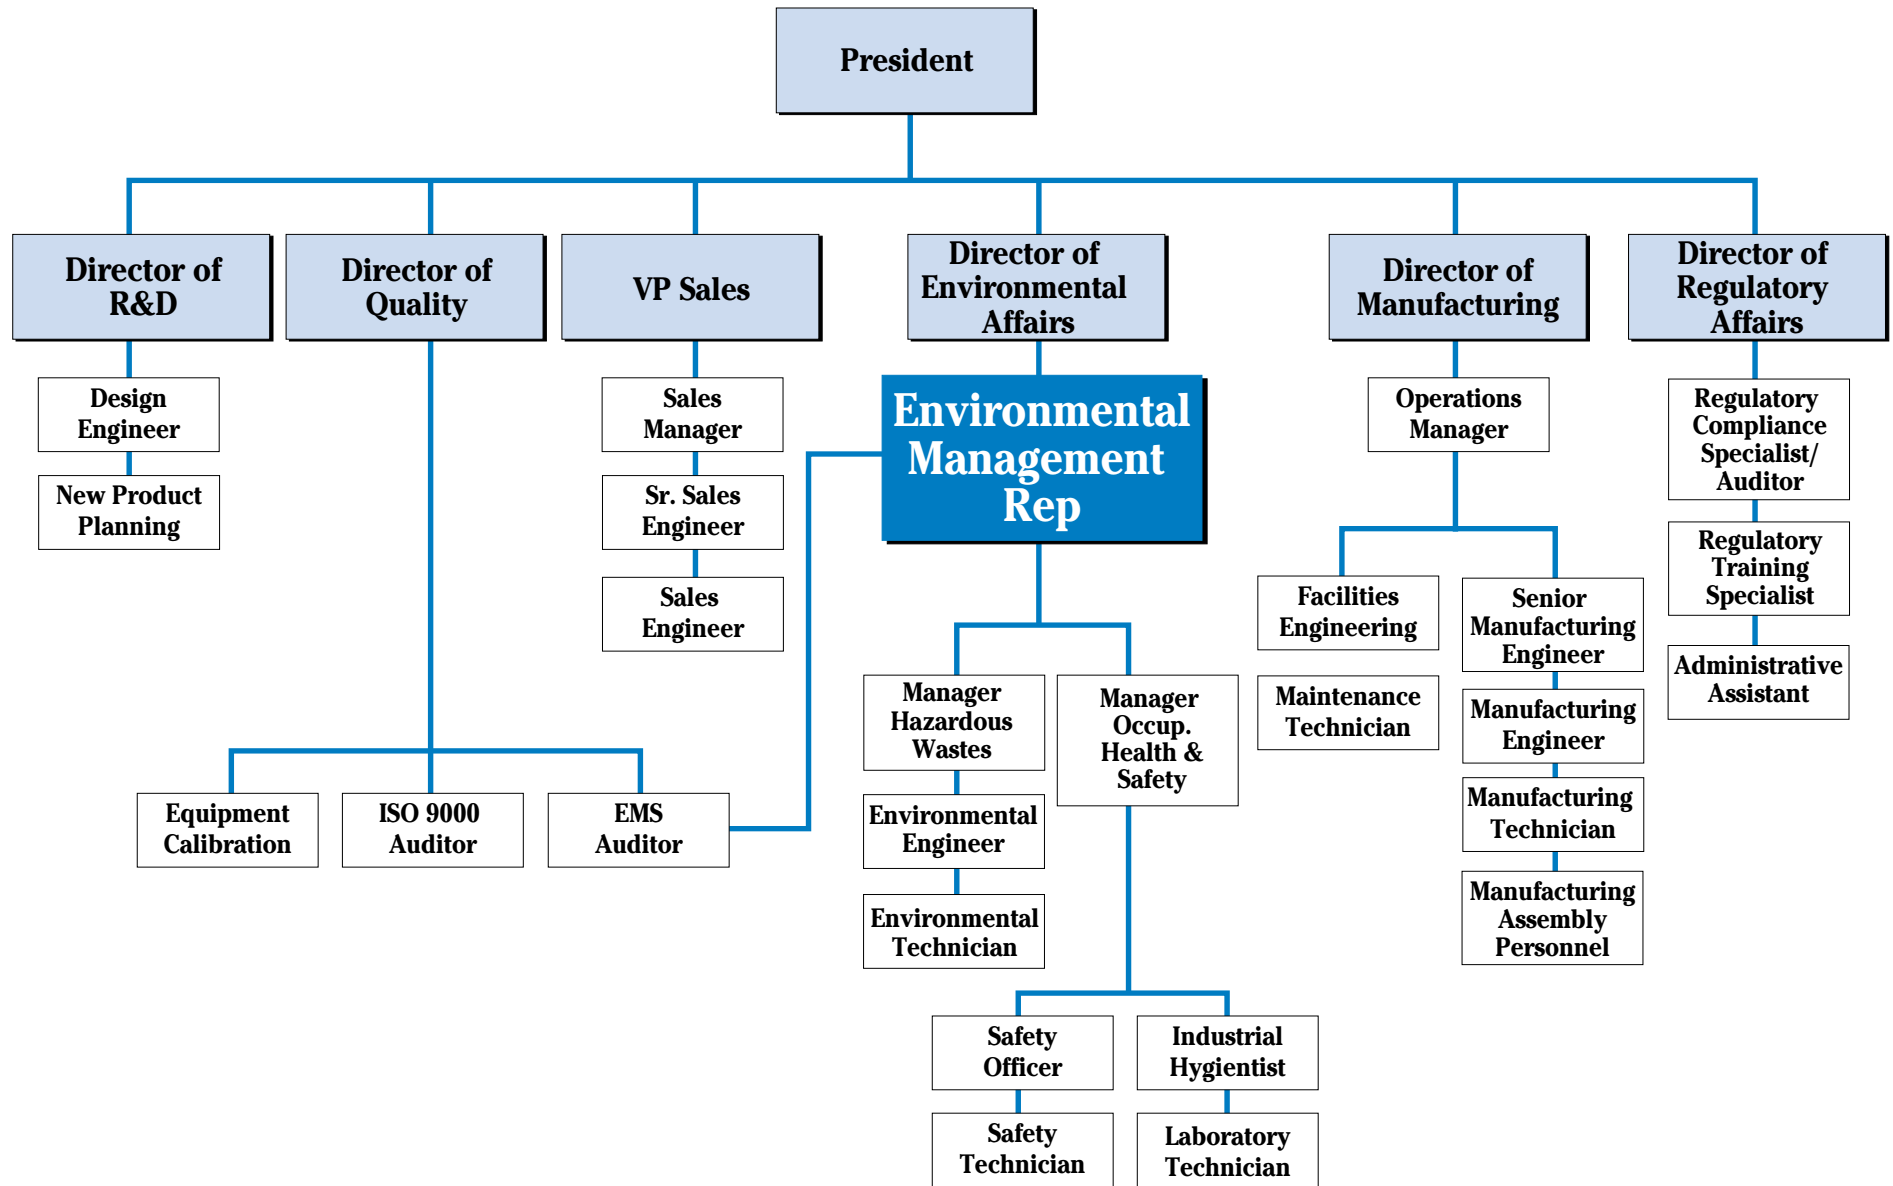 President
Director of
R&D
Director of
Quality
VP Sales
Director of
Environmental
Affairs
Director of
Manufacturing
Director of
Regulatory
Affairs
Design
Engineer
New Product
Planning
Sales
Manager
Sr. Sales
Engineer
Sales
Engineer
Environmental
Management
Rep
Operations
Manager
Regulatory
Compliance
Specialist/
Auditor
Regulatory
Training
Specialist
Administrative
Assistant
Facilities
Engineering
Maintenance
Technician
Senior
Manufacturing
Engineer
Manufacturing
Engineer
Manufacturing
Technician
Manufacturing
Assembly
Personnel
Manager
Hazardous
Wastes
Environmental
Engineer
Environmental
Technician
Manager
Occup.
Health &
Safety
Equipment
Calibration
ISO 9000
Auditor
EMS
Auditor
Safety
Officer
Safety
Technician
Industrial
Hygientist
Laboratory
Technician